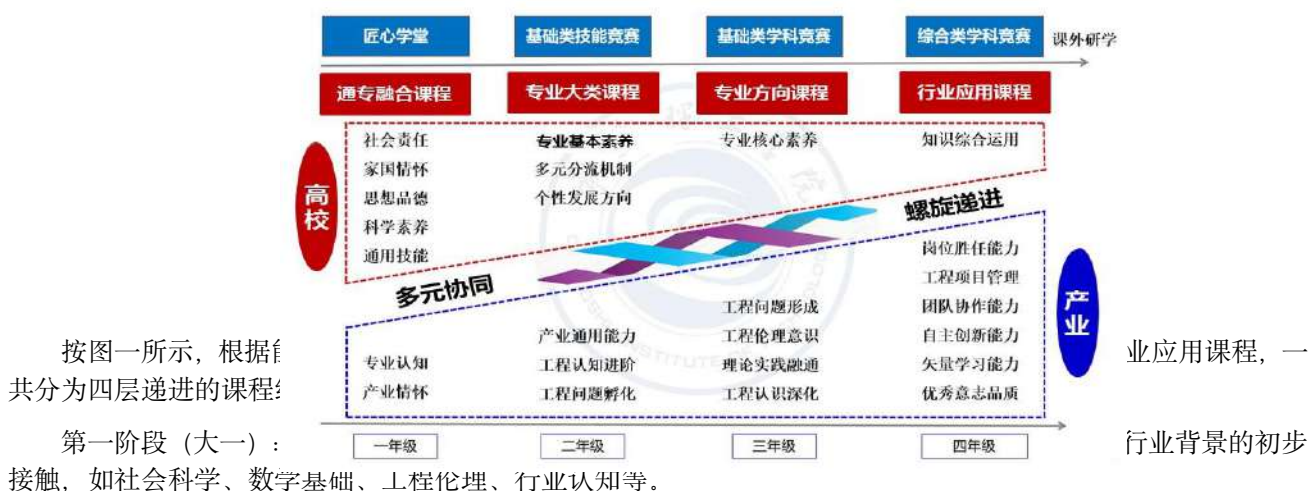 匠心学堂 基础类技能竞赛 基础类学科竞赛 综合类学科竞赛 课外研学
通专融合课程 专业大类课程 专业方向课程 行业应用课程
社会责任 专业基本素养 专业核心素养 知识综合运用
家国情怀 多元分流机制
思想品德 个性发展方向
科学素养
通用技能
高校
螺旋递进
多元协同
岗位胜任能力
工程项目管理
工程问题形成 团队协作能力
产业通用能力 工程伦理意识 自主创新能力
专业认知 工程认知进阶 理论实践融通 矢量学习能力
产业情怀 工程问题孵化 工程认识深化 优秀意志品质
产业
一年级 二年级 三年级 四年级
按图一所示，根据 业应用课程，一
共分为四层递进的课程
第一阶段（大一）： 行业背景的初步
接触，如社会科学、数学基础、工程伦理、行业认知等。